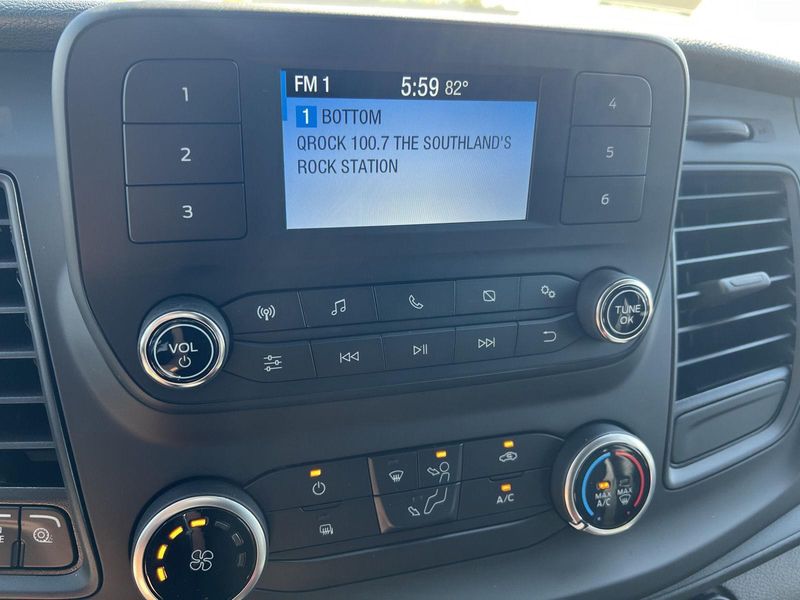 FM 1 5:59 82°
1 BOTTOM
QROCK 100.7 THE SOUTHLAND'S
ROCK STATION
1
2
3
4
5
6
VOL
TUNE
OK
A/C
MAX
A/C
MAX